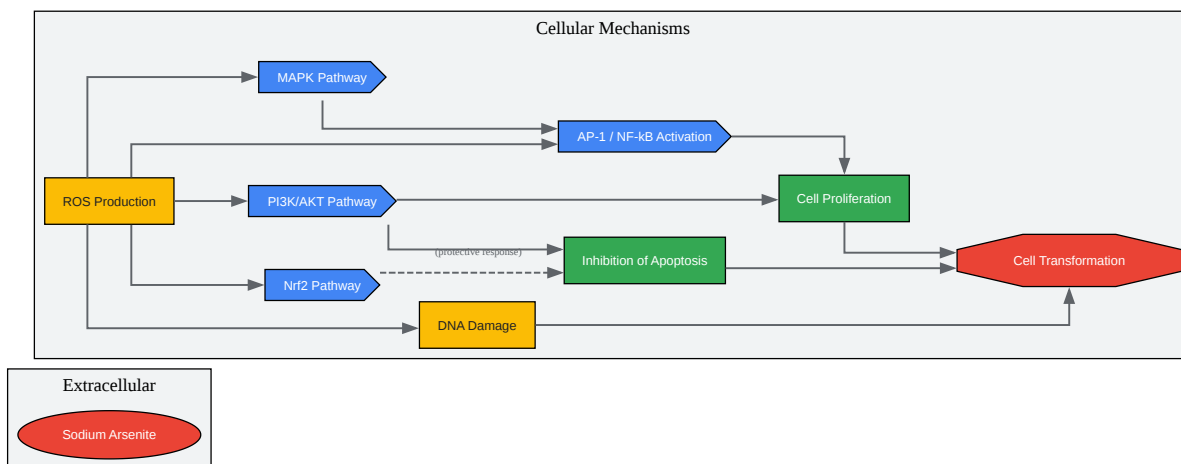 Cellular Mechanisms
MAPK Pathway
AP-1 / NF-kB Activation
ROS Production
PI3K/AKT Pathway
Cell Proliferation
(protective response)
Inhibition of Apoptosis
Cell Transformation
Nrf2 Pathway
DNA Damage
Extracellular
Sodium Arsenite